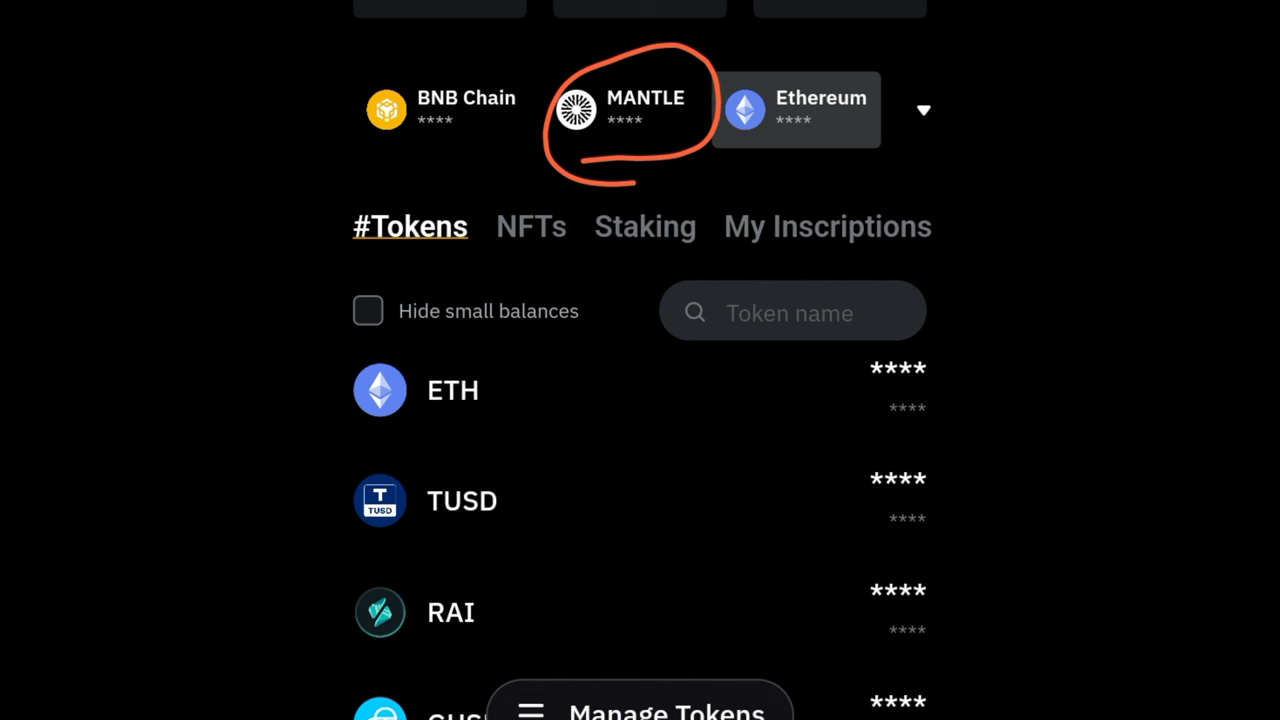 BNB Chain
****
MANTLE
****
Ethereum
****
#Tokens NFTs Staking My Inscriptions
Hide small balances
Token name
ETH
****
****
TUSD
T
TUSD
****
****
RAI
****
****
****
Manage Tokens